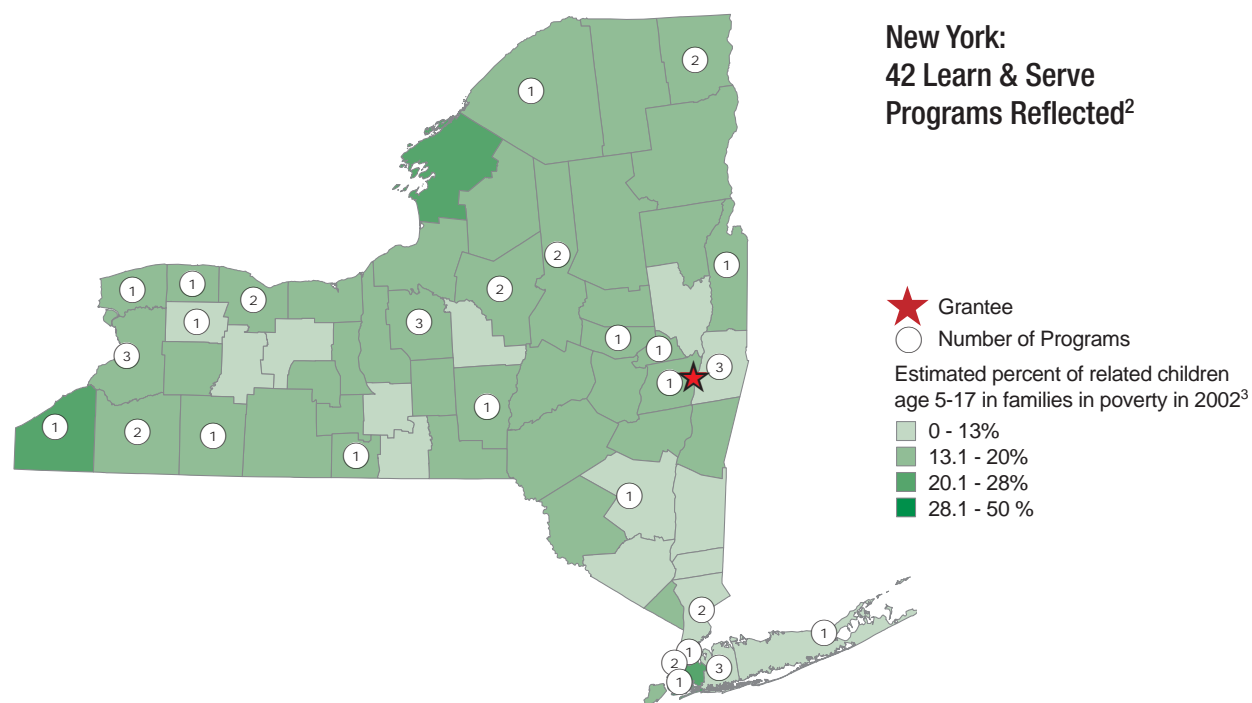 New York:
42 Learn & Serve
Programs Reflected2
2
1
2
1
1
1
2
2
1
3
1
1
3
3
1
1
1
2
1
1
1
Grantee
Number of Programs
Estimated percent of related children
age 5-17 in families in poverty in 20023
0 - 13%
13.1 - 20%
20.1 - 28%
28.1 - 50 %
2
1
1
2
3
1